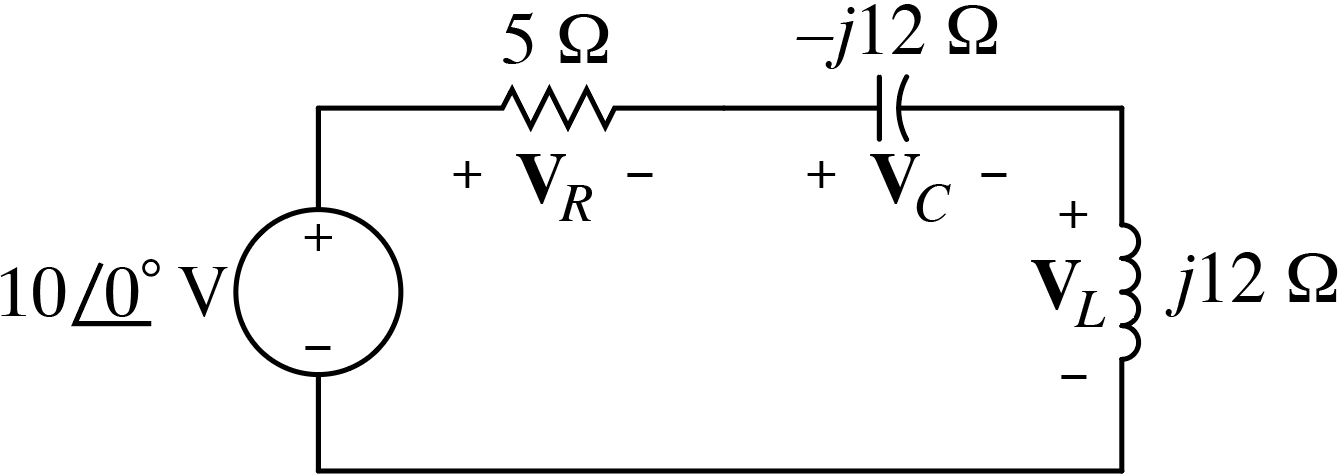 5 Ω
–j12 Ω
+ V_R –
+ V_C –
+
10/0° V
+
–
V_L
j12 Ω
–